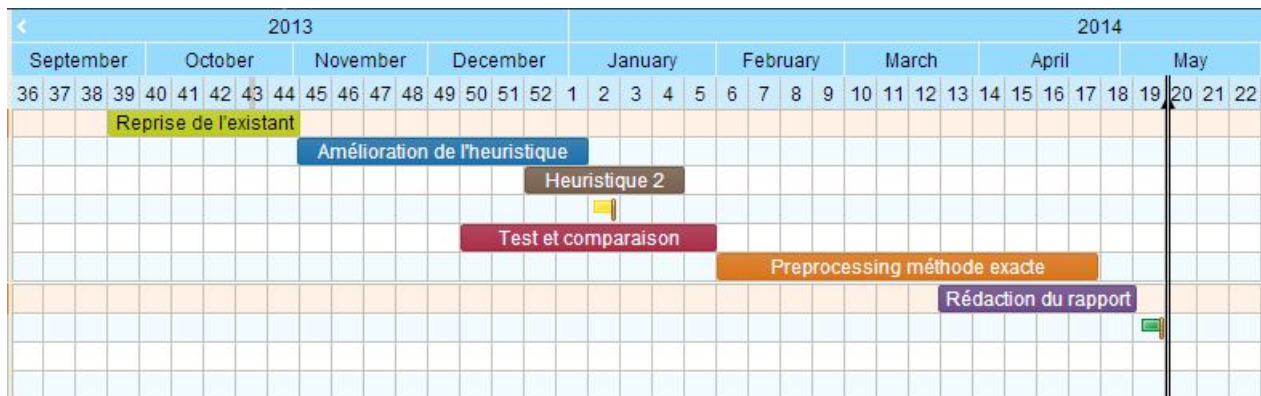 2013 2014
September October November December January February March April May
36 37 38 39 40 41 42 43 44 45 46 47 48 49 50 51 52 1 2 3 4 5 6 7 8 9 10 11 12 13 14 15 16 17 18 19 20 21 22
Reprise de l'existant
Amélioration de l'heuristique
Heuristique 2
Test et comparaison
Preprocessing méthode exacte
Rédaction du rapport